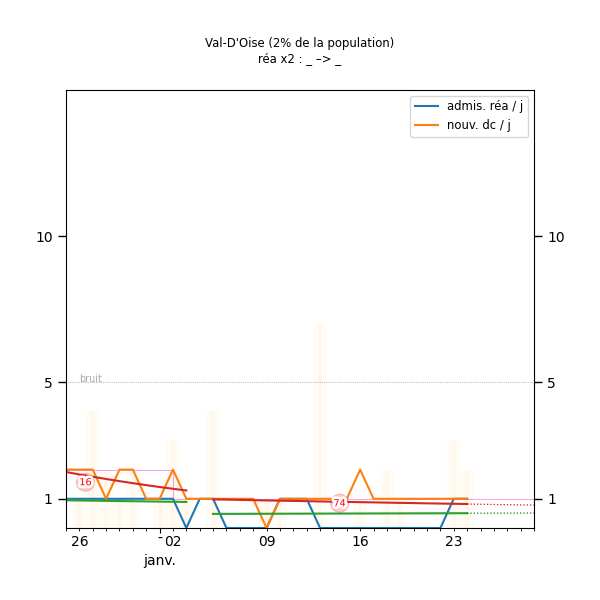 Val-D'Oise (2% de la population)
réa x2 : _ –> _
admis. réa / j
nouv. dc / j
10 10
bruit
5 5
16
74
1 1
26 02 09 16 23
janv.